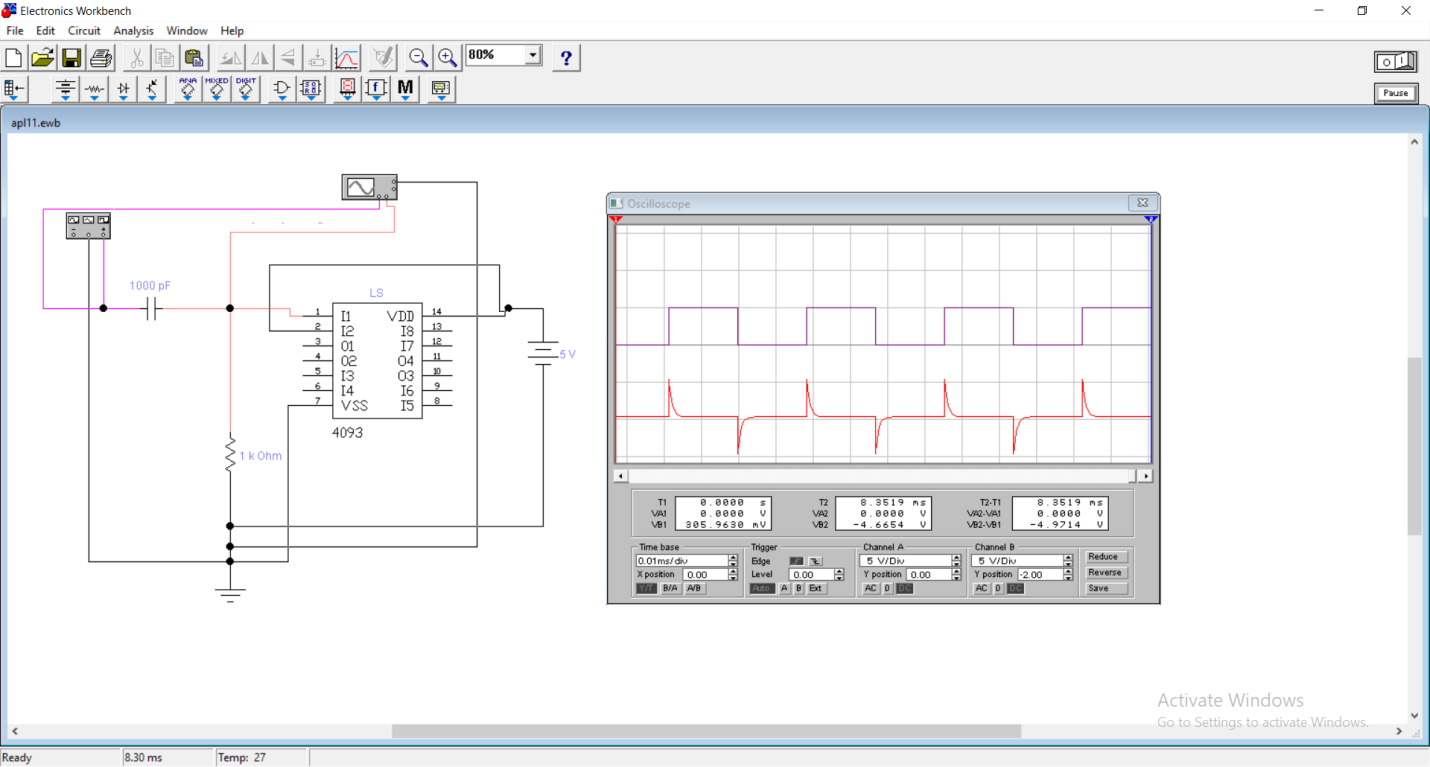 Electronics Workbench
File Edit Circuit Analysis Window Help
80%
?
ANA MIXED DIGIT
M
Pause
apl11.ewb
Oscilloscope
1000 pF
LS
1 I1 VDD 14
2 I2 I8 13
3 O1 I7 12
4 O2 O4 11
5 I3 O3 10
6 I4 I6 9
7 VSS I5 8
4093
5 V
1 k Ohm
T1 0.0000 s T2 8.3519 ms T2-T1 8.3519 ms
VA1 0.0000 V VA2 0.0000 V VA2-VA1 0.0000 V
VB1 305.9630 mV VB2 -4.6654 V VB2-VB1 -4.9714 V
Time base Trigger Channel A Channel B
0.01ms/div Edge 5 V/Div 5 V/Div Reduce
X position 0.00 Level 0.00 Y position 0.00 Y position -2.00 Reverse
Y/T B/A A/B Auto A B Ext AC 0 DC AC 0 DC Save
Activate Windows
Go to Settings to activate Windows.
Ready 8.30 ms Temp: 27